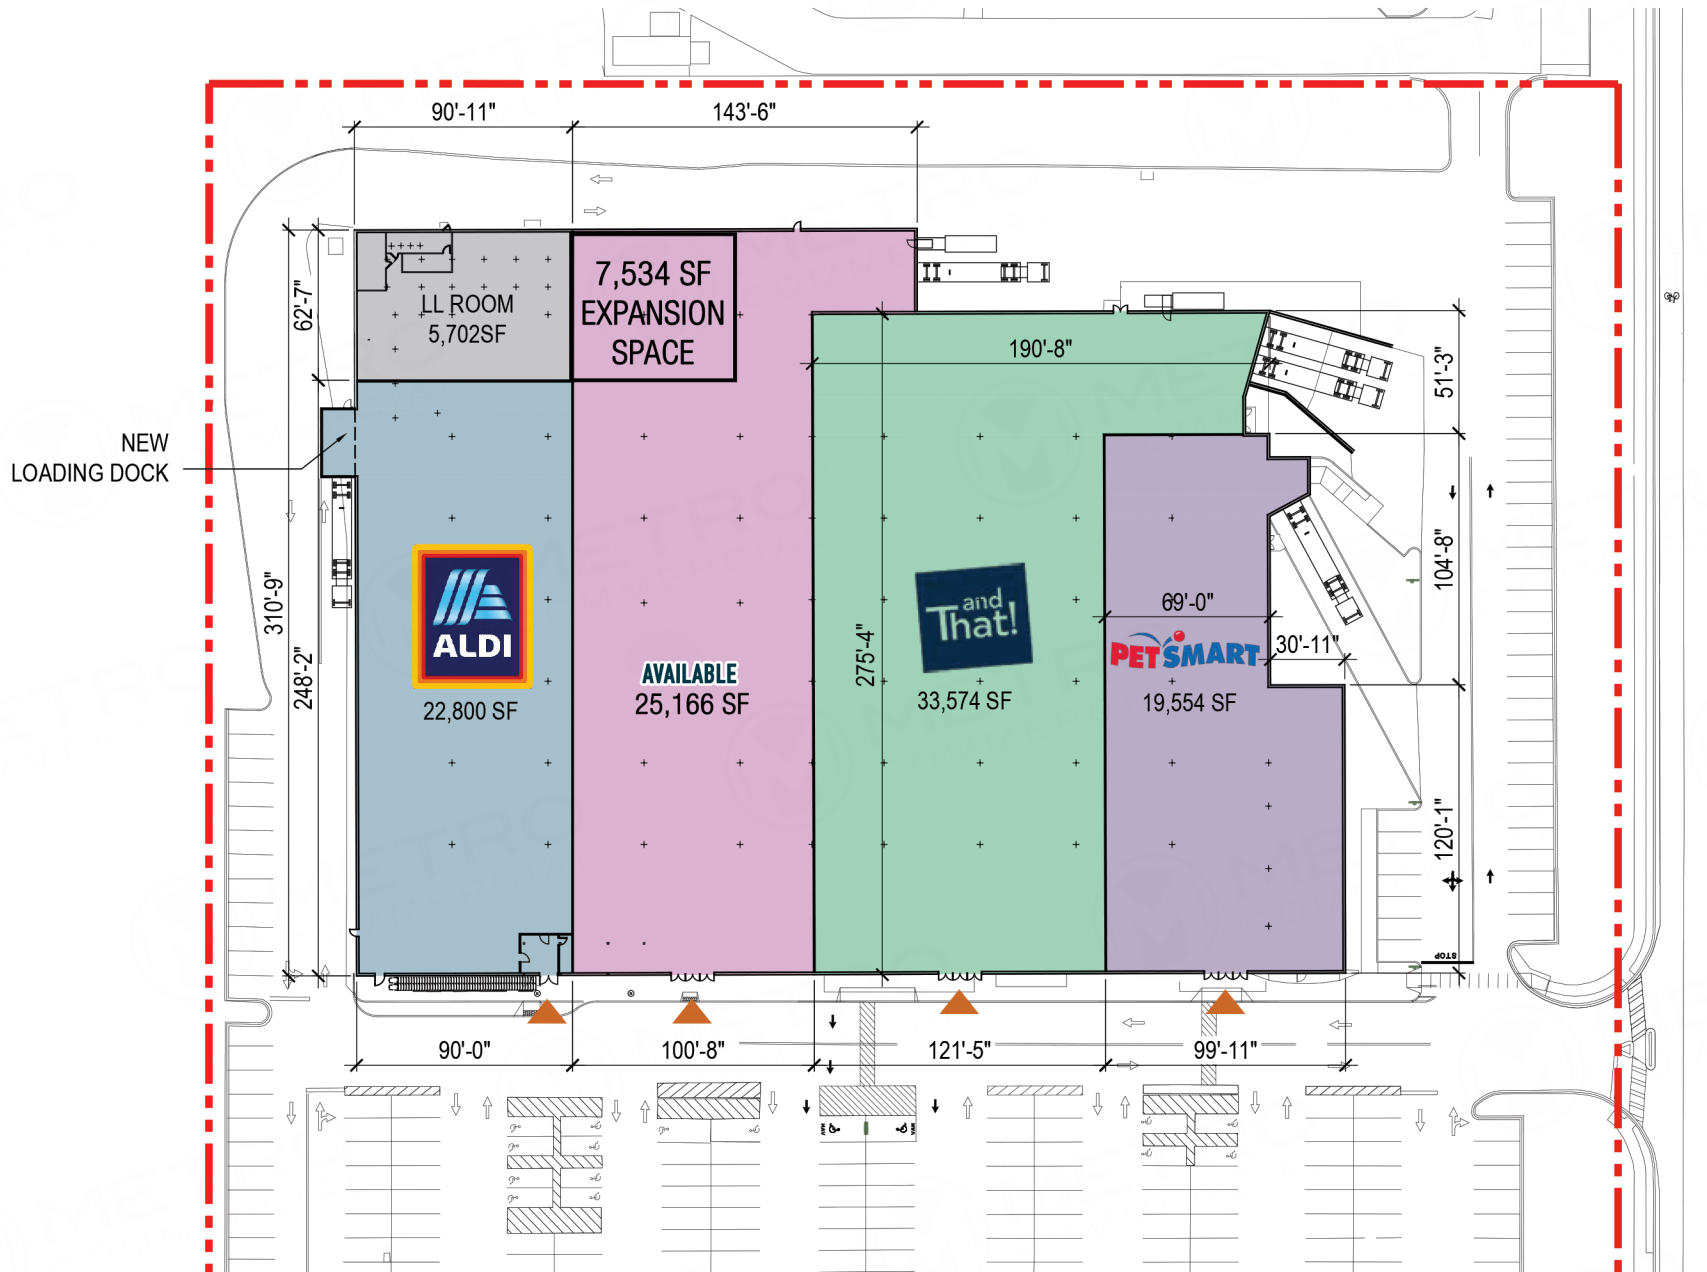 90'-11"
143'-6"
7,534 SF
EXPANSION
SPACE
LL ROOM
5,702SF
62'-7"
190'-8"
51'-3"
NEW
LOADING DOCK
310'-9"
248'-2"
ALDI
22,800 SF
AVAILABLE
25,166 SF
275'-4"
and
That!
33,574 SF
69'-0"
PETSMART
19,554 SF
30'-11"
104'-8"
120'-1"
STOP
90'-0"
100'-8"
121'-5"
99'-11"
VAN
VAN
METRO